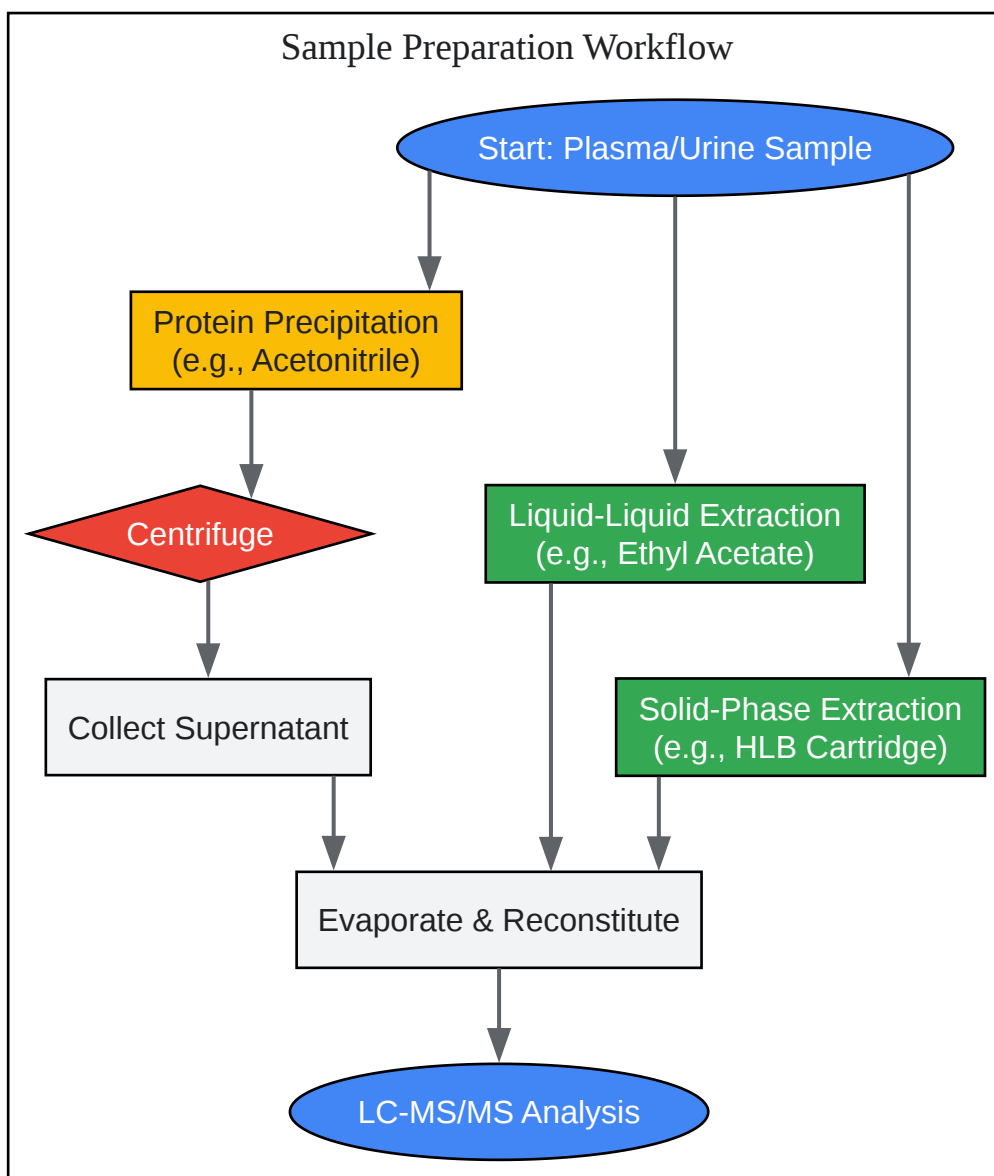 Sample Preparation Workflow
Start: Plasma/Urine Sample
Protein Precipitation
(e.g., Acetonitrile)
Centrifuge
Liquid-Liquid Extraction
(e.g., Ethyl Acetate)
Collect Supernatant
Solid-Phase Extraction
(e.g., HLB Cartridge)
Evaporate & Reconstitute
LC-MS/MS Analysis